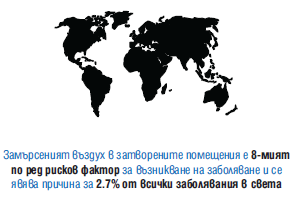 Замърсеният въздух в затворените помещения е 8-мият
по ред рисков фактор за възникване на заболяване и се
явява причина за 2.7% от всички заболявания в света